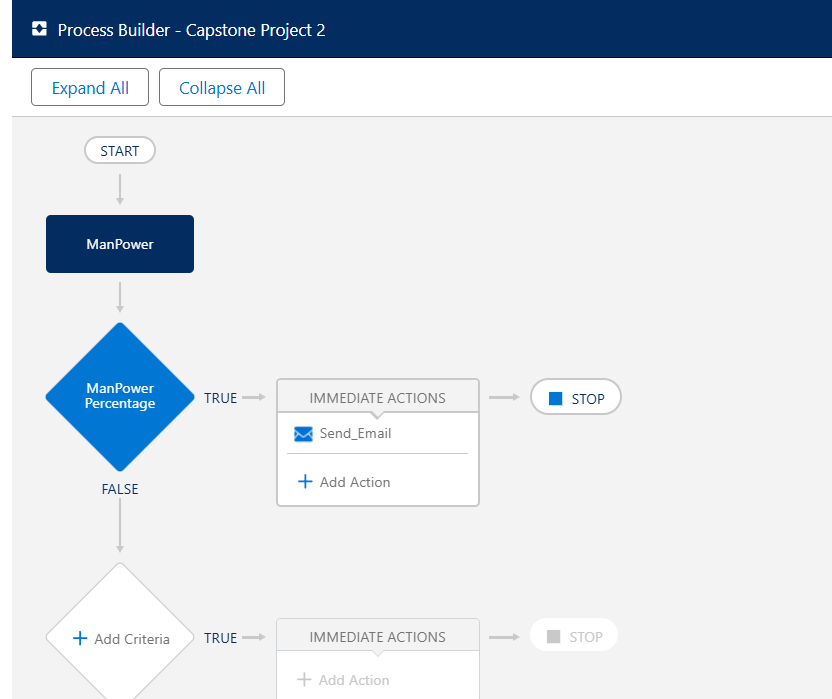 Process Builder - Capstone Project 2
Expand All
Collapse All
START
ManPower
ManPower
Percentage
TRUE
IMMEDIATE ACTIONS
STOP
Send_Email
Add Action
FALSE
Add Criteria
TRUE
IMMEDIATE ACTIONS
STOP
Add Action